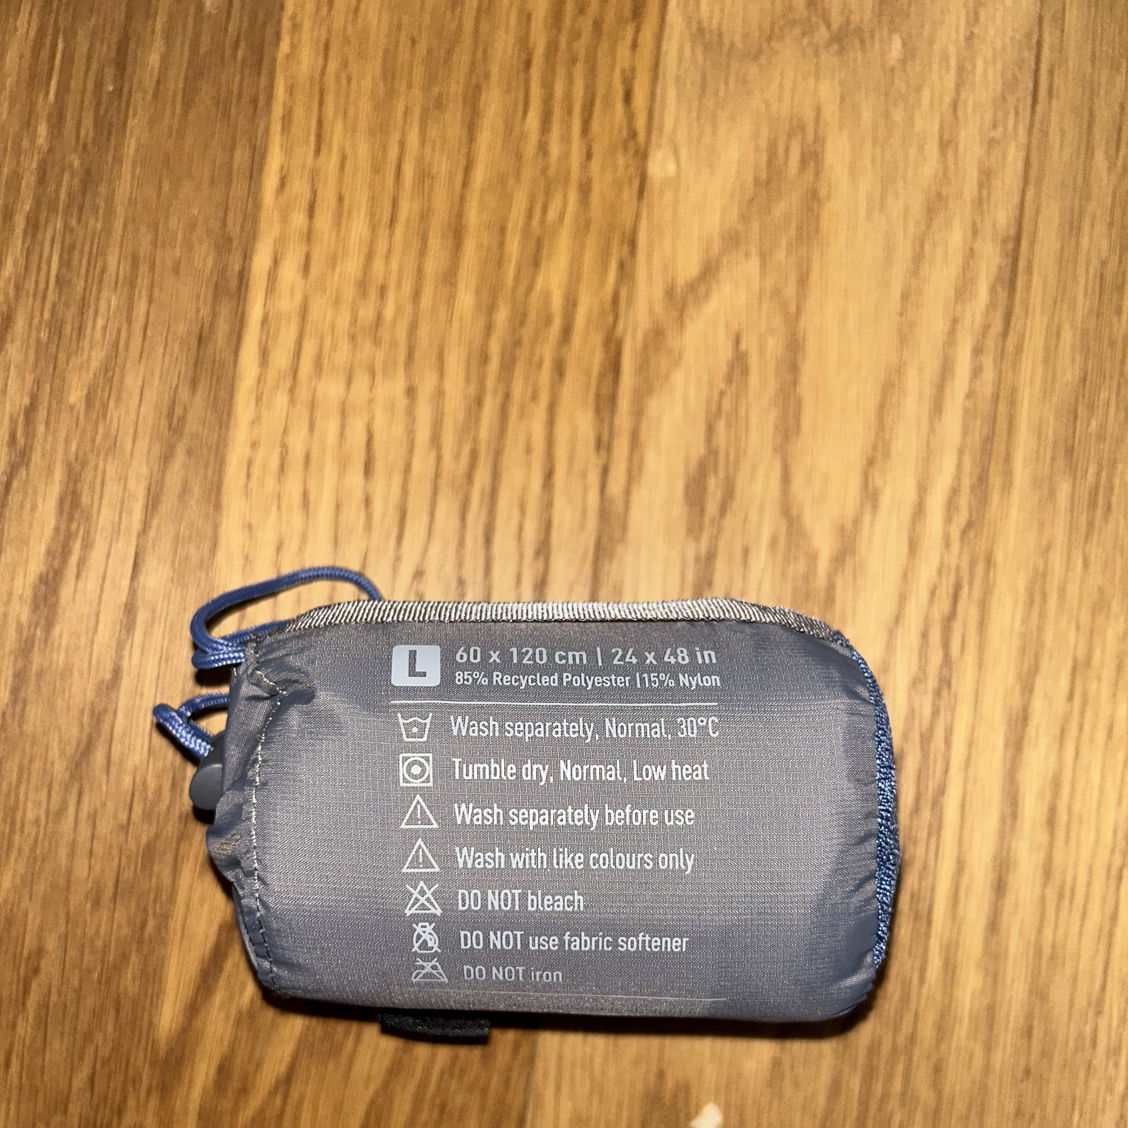 L 60 x 120 cm | 24 x 48 in
85% Recycled Polyester | 15% Nylon
Wash separately, Normal, 30°C
Tumble dry, Normal, Low heat
Wash separately before use
Wash with like colours only
DO NOT bleach
DO NOT use fabric softener
DO NOT iron